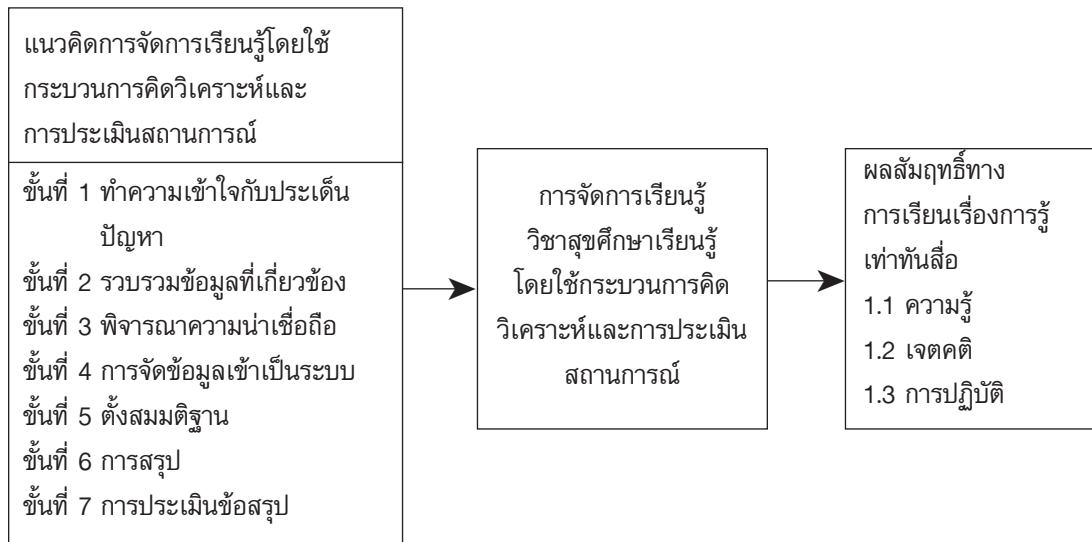 แนวคิดการจัดการเรียนรู้โดยใช้
กระบวนการคิดวิเคราะห์และ
การประเมินสถานการณ์
ขั้นที่ 1 ทำความเข้าใจกับประเด็น
ปัญหา
ขั้นที่ 2 รวบรวมข้อมูลที่เกี่ยวข้อง
ขั้นที่ 3 พิจารณาความน่าเชื่อถือ
ขั้นที่ 4 การจัดข้อมูลเข้าเป็นระบบ
ขั้นที่ 5 ตั้งสมมติฐาน
ขั้นที่ 6 การสรุป
ขั้นที่ 7 การประเมินข้อสรุป
การจัดการเรียนรู้
วิชาสุขศึกษาเรียนรู้
โดยใช้กระบวนการคิด
วิเคราะห์และการประเมิน
สถานการณ์
ผลสัมฤทธิ์ทาง
การเรียนเรื่องการรู้
เท่าทันสื่อ
1.1 ความรู้
1.2 เจตคติ
1.3 การปฏิบัติ